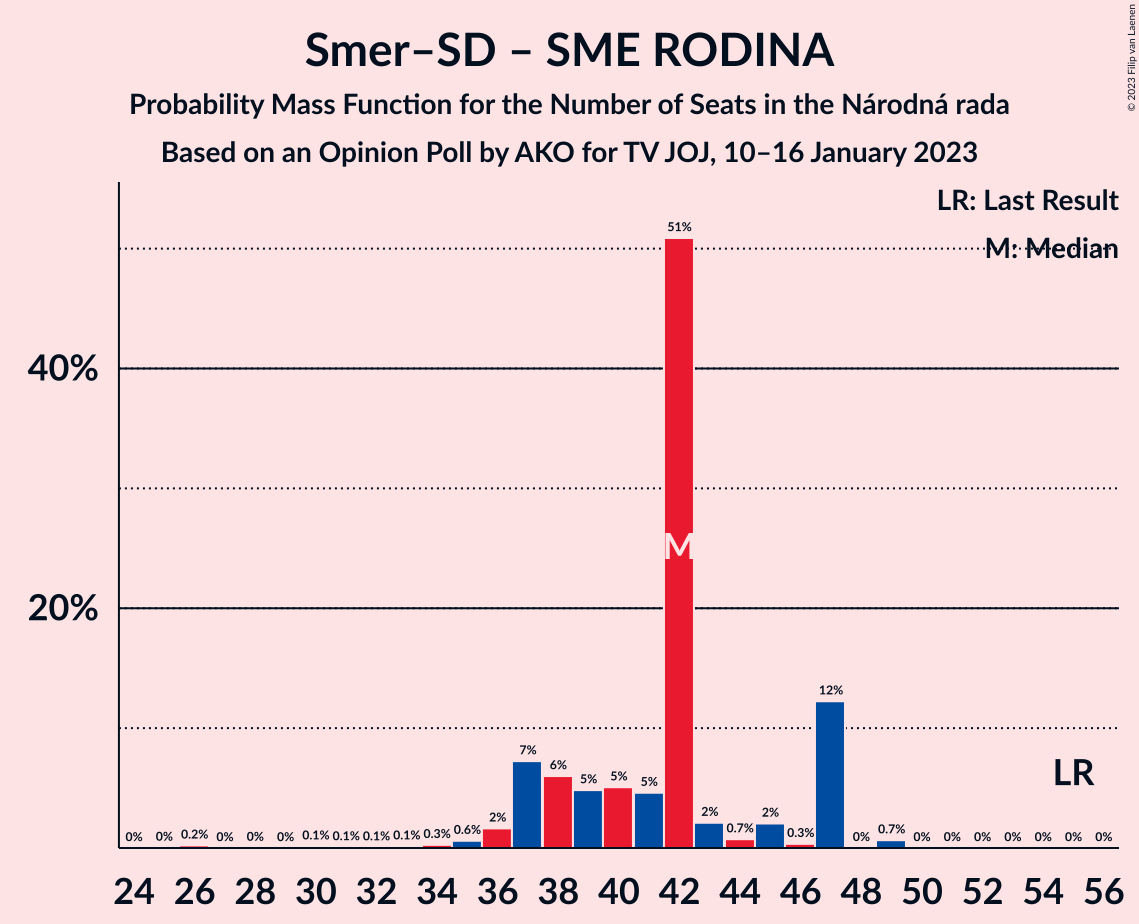 Smer–SD – SME RODINA
Probability Mass Function for the Number of Seats in the Národná rada
Based on an Opinion Poll by AKO for TV JOJ, 10–16 January 2023
© 2023 Filip van Laenen
LR: Last Result
M: Median
40%
20%
0% 0% 0.2% 0% 0% 0% 0.1% 0.1% 0.1% 0.1% 0.3% 0.6% 2% 7% 6% 5% 5% 5% 51% 2% 0.7% 2% 0.3% 12% 0% 0.7% 0% 0% 0% 0% 0% 0% 0%
M
LR
24 26 28 30 32 34 36 38 40 42 44 46 48 50 52 54 56